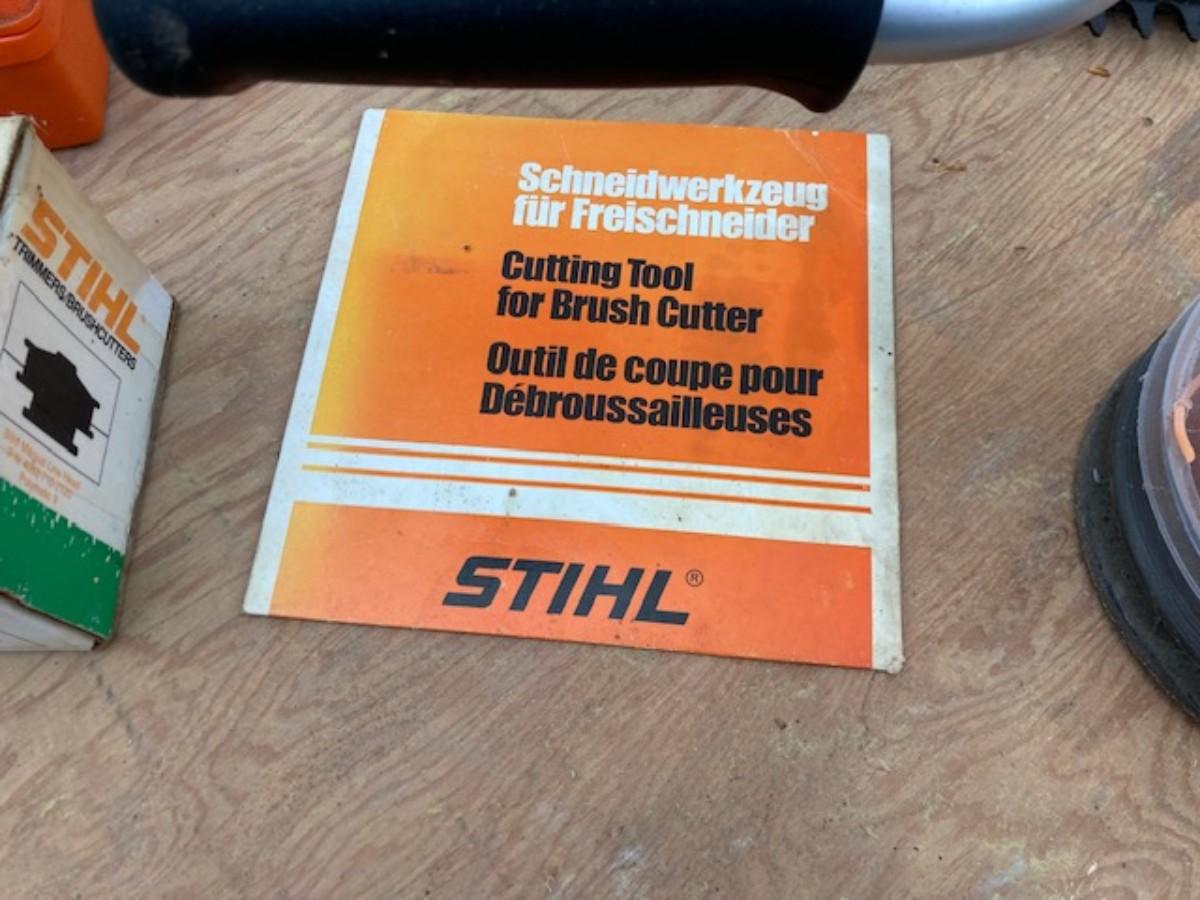 Schneidwerkzeug
für Freischneider
Cutting Tool
for Brush Cutter
Outil de coupe pour
Débroussailleuses
STIHL®
STIHL
TRIMMERS/BRUSHCUTTERS